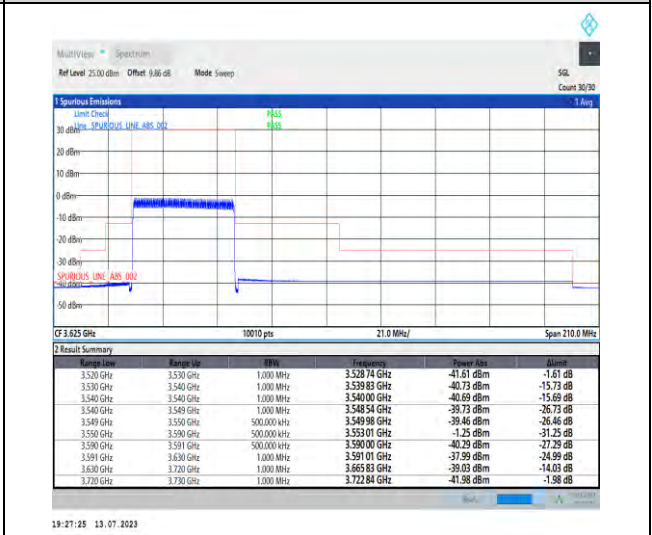 MultiView Spectrum
Ref Level 25.00 dBm Offset 9.86 dB Mode Sweep SGL
Count 30/30
1 Spurious Emissions 1 Avg
Limit Check PASS
Line SPURIOUS LINE ABS 002 PASS
30 dBm
20 dBm
10 dBm
0 dBm
-10 dBm
-20 dBm
-30 dBm
SPURIOUS LINE ABS 002
-40 dBm
-50 dBm
CF 3.625 GHz 10010 pts 21.0 MHz/ Span 210.0 MHz
2 Result Summary
Range Low Range Up RBW Frequency Power Abs ΔLimit
3.520 GHz 3.530 GHz 1.000 MHz 3.528 74 GHz -41.61 dBm -1.61 dB
3.530 GHz 3.540 GHz 1.000 MHz 3.539 83 GHz -40.73 dBm -15.73 dB
3.540 GHz 3.540 GHz 1.000 MHz 3.540 00 GHz -40.69 dBm -15.69 dB
3.540 GHz 3.549 GHz 1.000 MHz 3.548 54 GHz -39.73 dBm -26.73 dB
3.549 GHz 3.550 GHz 500.000 kHz 3.549 98 GHz -39.46 dBm -26.46 dB
3.550 GHz 3.590 GHz 500.000 kHz 3.553 01 GHz -1.25 dBm -31.25 dB
3.590 GHz 3.591 GHz 500.000 kHz 3.590 00 GHz -40.29 dBm -27.29 dB
3.591 GHz 3.630 GHz 1.000 MHz 3.591 01 GHz -37.99 dBm -24.99 dB
3.630 GHz 3.720 GHz 1.000 MHz 3.665 83 GHz -39.03 dBm -14.03 dB
3.720 GHz 3.730 GHz 1.000 MHz 3.722 84 GHz -41.98 dBm -1.98 dB
19:27:25 13.07.2023